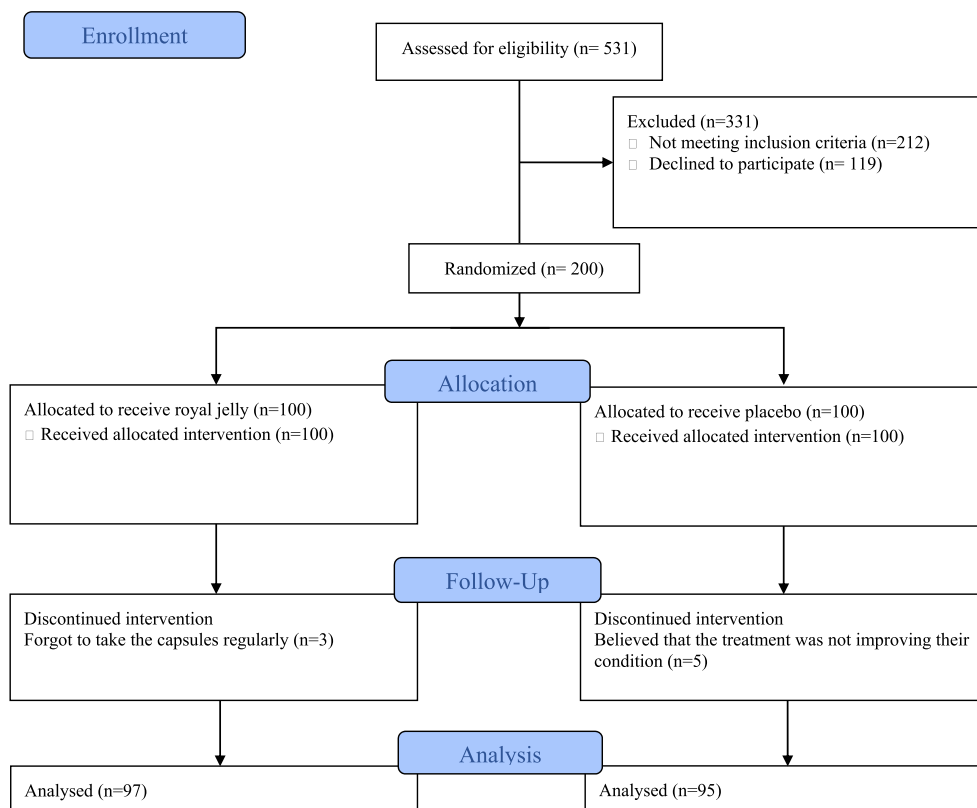 Enrollment
Assessed for eligibility (n= 531)
Excluded (n=331)
Not meeting inclusion criteria (n=212)
Declined to participate (n= 119)
Randomized (n= 200)
Allocation
Allocated to receive royal jelly (n=100)
Received allocated intervention (n=100)
Allocated to receive placebo (n=100)
Received allocated intervention (n=100)
Follow-Up
Discontinued intervention
Forgot to take the capsules regularly (n=3)
Discontinued intervention
Believed that the treatment was not improving their
condition (n=5)
Analysis
Analysed (n=97)
Analysed (n=95)